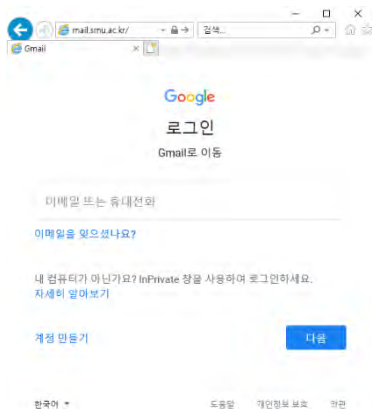 mail.smu.ac.kr/
검색...
Gmail
Google
로그인
Gmail로 이동
이메일 또는 휴대전화
이메일을 잊으셨나요?
내 컴퓨터가 아닌가요? InPrivate 창을 사용하여 로그인하세요.
자세히 알아보기
계정 만들기
다음
한국어
도움말 개인정보 보호 약관